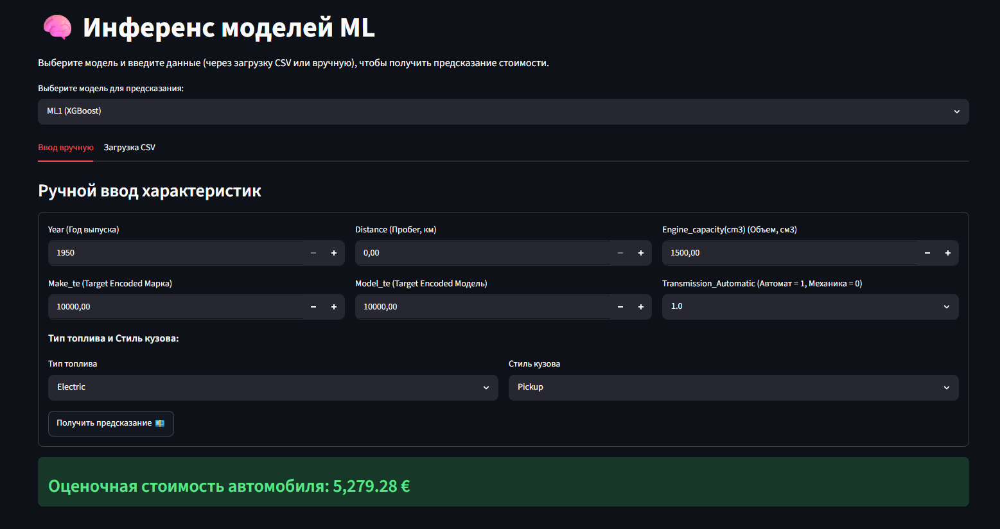 Инференс моделей ML
Выберите модель и введите данные (через загрузку CSV или вручную), чтобы получить предсказание стоимости.
Выберите модель для предсказания:
ML1 (XGBoost)
Ввод вручную Загрузка CSV
Ручной ввод характеристик
Year (Год выпуска) Distance (Пробег, км) Engine_capacity(cm3) (Объем, см3)
1950 0,00 1500,00
Make_te (Target Encoded Марка) Model_te (Target Encoded Модель) Transmission_Automatic (Автомат = 1, Механика = 0)
10000,00 10000,00 1.0
Тип топлива и Стиль кузова:
Тип топлива Стиль кузова
Electric Pickup
Получить предсказание
Оценочная стоимость автомобиля: 5,279.28 €